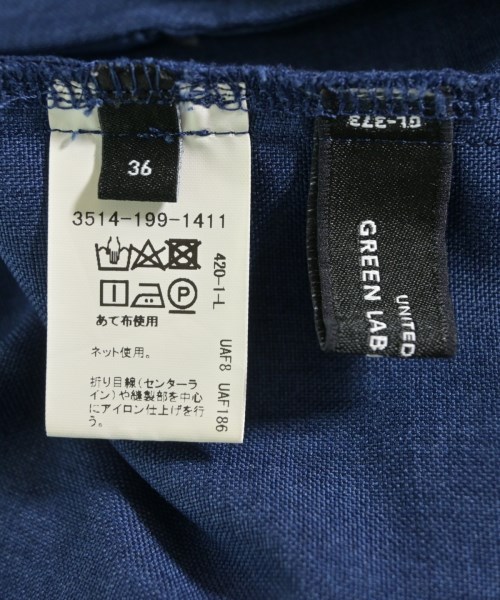 36
3514-199-1411
あて布使用
ネット使用。
折り目線(センターラ
イン)や縫製部を中心
にアイロン仕上げを行
う。
420-1-L
UAF8 UAF186
GL-373
UNITED
GREEN LAB